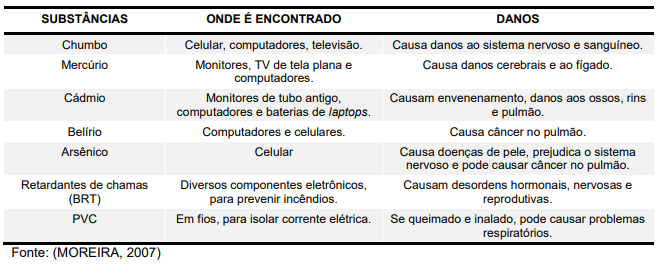 SUBSTÂNCIAS ONDE É ENCONTRADO DANOS
Chumbo Celular, computadores, televisão. Causa danos ao sistema nervoso e sanguíneo.
Mercúrio Monitores, TV de tela plana e computadores. Causa danos cerebrais e ao fígado.
Cádmio Monitores de tubo antigo, computadores e baterias de laptops. Causam envenenamento, danos aos ossos, rins e pulmão.
Belírio Computadores e celulares. Causa câncer no pulmão.
Arsênico Celular Causa doenças de pele, prejudica o sistema nervoso e pode causar câncer no pulmão.
Retardantes de chamas (BRT) Diversos componentes eletrônicos, para prevenir incêndios. Causam desordens hormonais, nervosas e reprodutivas.
PVC Em fios, para isolar corrente elétrica. Se queimado e inalado, pode causar problemas respiratórios.
Fonte: (MOREIRA, 2007)